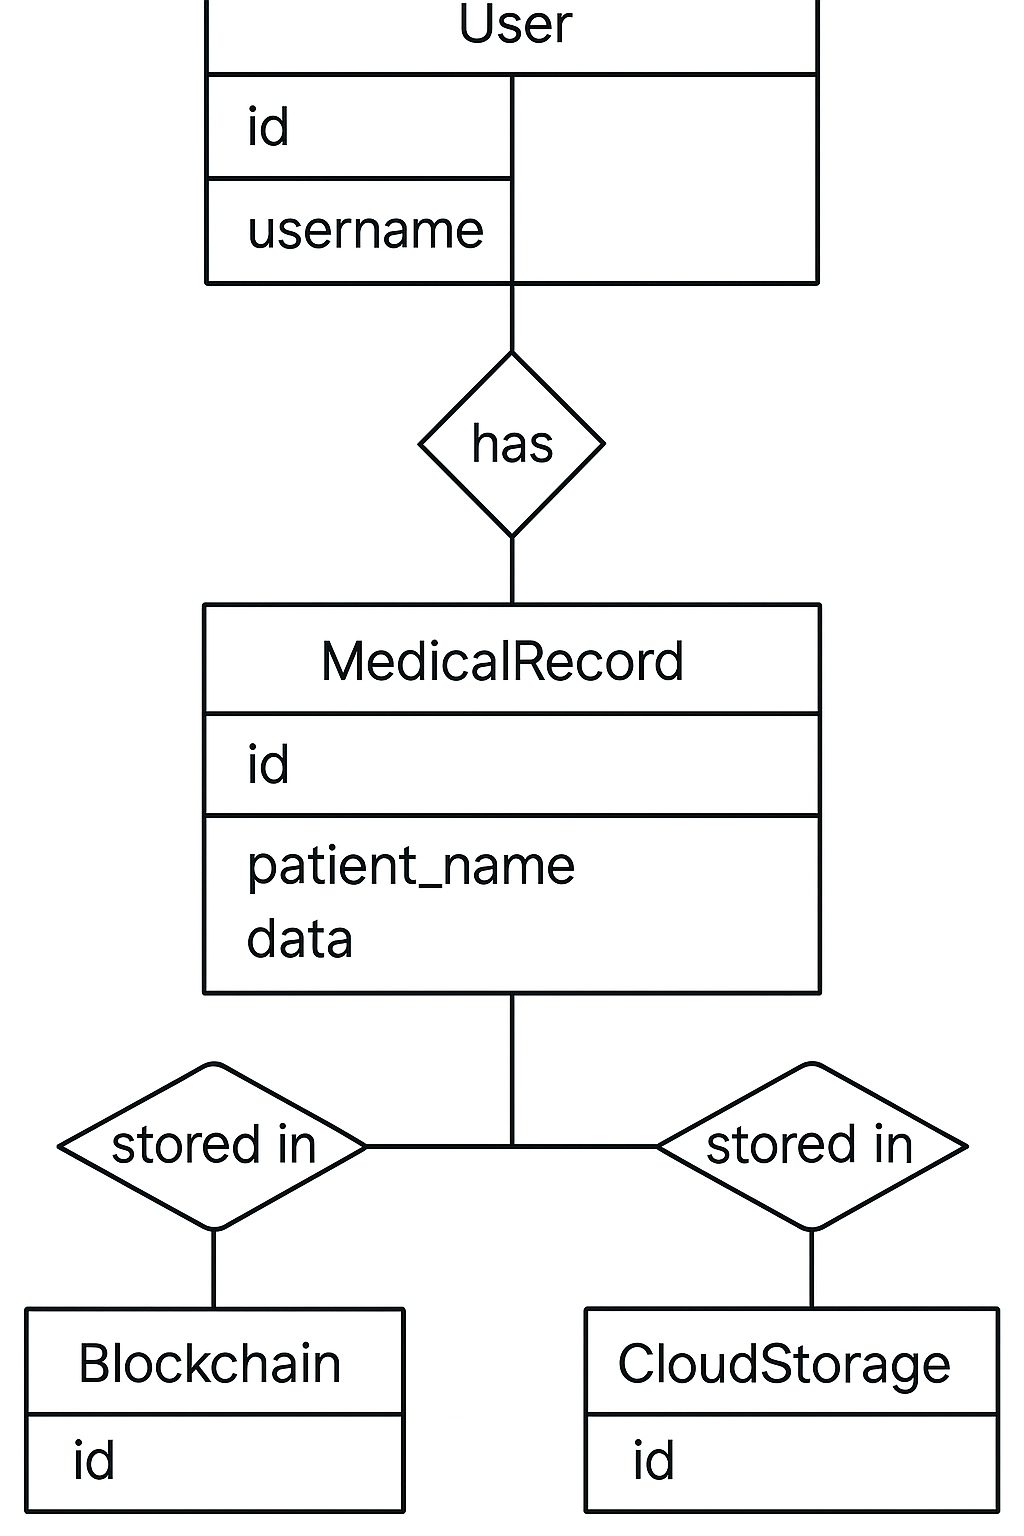 User
id
username
has
MedicalRecord
id
patient_name
data
stored in
stored in
Blockchain
id
CloudStorage
id